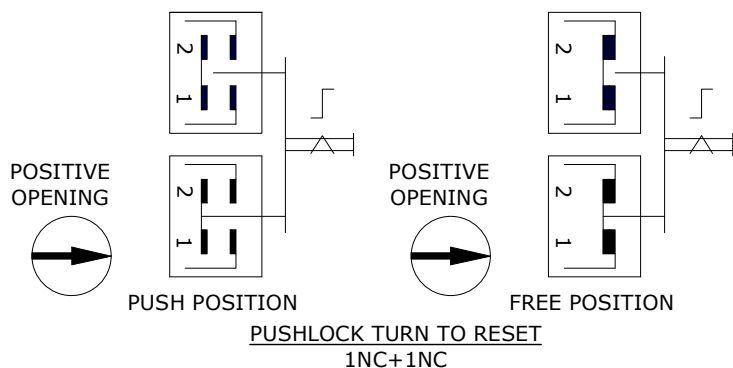 2
1
POSITIVE
OPENING
2
1
PUSH POSITION
2
1
POSITIVE
OPENING
2
1
FREE POSITION
PUSHLOCK TURN TO RESET
1NC+1NC